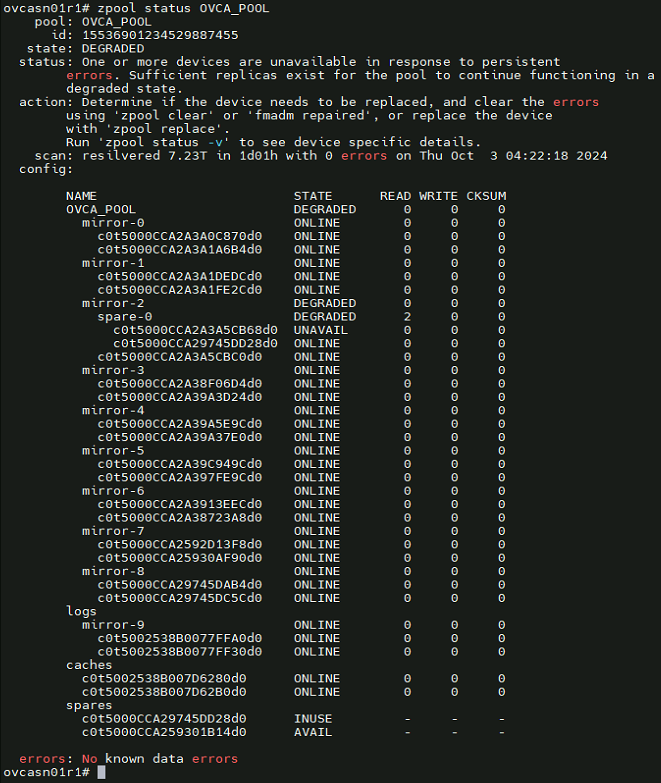 ovcasn01r1# zpool status OVCA_POOL
pool: OVCA_POOL
id: 15536901234529887455
state: DEGRADED
status: One or more devices are unavailable in response to persistent
errors. Sufficient replicas exist for the pool to continue functioning in a
degraded state.
action: Determine if the device needs to be replaced, and clear the errors
using 'zpool clear' or 'fmadm repaired', or replace the device
with 'zpool replace'.
Run 'zpool status -v' to see device specific details.
scan: resilvered 7.23T in 1d01h with 0 errors on Thu Oct  3 04:22:18 2024
config:
NAME STATE READ WRITE CKSUM
OVCA_POOL DEGRADED 0 0 0
mirror-0 ONLINE 0 0 0
c0t5000CCA2A3A0C870d0 ONLINE 0 0 0
c0t5000CCA2A3A1A6B4d0 ONLINE 0 0 0
mirror-1 ONLINE 0 0 0
c0t5000CCA2A3A1DEDCd0 ONLINE 0 0 0
c0t5000CCA2A3A1FE2Cd0 ONLINE 0 0 0
mirror-2 DEGRADED 0 0 0
spare-0 DEGRADED 2 0 0
c0t5000CCA2A3A5CB68d0 UNAVAIL 0 0 0
c0t5000CCA29745DD28d0 ONLINE 0 0 0
c0t5000CCA2A3A5CBC0d0 ONLINE 0 0 0
mirror-3 ONLINE 0 0 0
c0t5000CCA2A38F06D4d0 ONLINE 0 0 0
c0t5000CCA2A39A3D24d0 ONLINE 0 0 0
mirror-4 ONLINE 0 0 0
c0t5000CCA2A39A5E9Cd0 ONLINE 0 0 0
c0t5000CCA2A39A37E0d0 ONLINE 0 0 0
mirror-5 ONLINE 0 0 0
c0t5000CCA2A39C949Cd0 ONLINE 0 0 0
c0t5000CCA2A397FE9Cd0 ONLINE 0 0 0
mirror-6 ONLINE 0 0 0
c0t5000CCA2A3913EECd0 ONLINE 0 0 0
c0t5000CCA2A38723A8d0 ONLINE 0 0 0
mirror-7 ONLINE 0 0 0
c0t5000CCA2592D13F8d0 ONLINE 0 0 0
c0t5000CCA25930AF90d0 ONLINE 0 0 0
mirror-8 ONLINE 0 0 0
c0t5000CCA29745DAB4d0 ONLINE 0 0 0
c0t5000CCA29745DC5Cd0 ONLINE 0 0 0
logs
mirror-9 ONLINE 0 0 0
c0t5002538B0077FFA0d0 ONLINE 0 0 0
c0t5002538B0077FF30d0 ONLINE 0 0 0
caches
c0t5002538B007D6280d0 ONLINE 0 0 0
c0t5002538B007D62B0d0 ONLINE 0 0 0
spares
c0t5000CCA29745DD28d0 INUSE - - -
c0t5000CCA259301B14d0 AVAIL - - -
errors: No known data errors
ovcasn01r1#